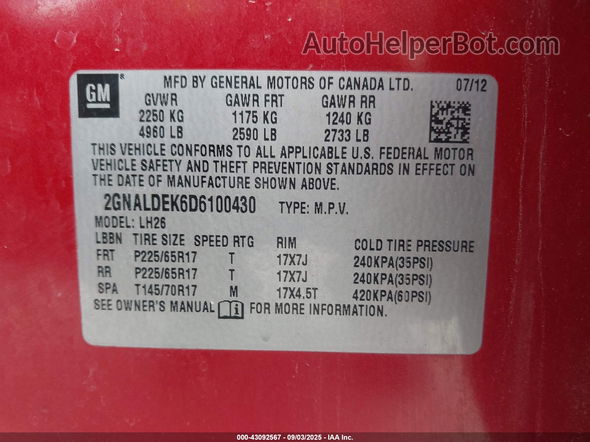 AutoHelperBot.com
GM ®
MFD BY GENERAL MOTORS OF CANADA LTD. 07/12
GVWR GAWR FRT GAWR RR
2250 KG 1175 KG 1240 KG
4960 LB 2590 LB 2733 LB
THIS VEHICLE CONFORMS TO ALL APPLICABLE U.S. FEDERAL MOTOR
VEHICLE SAFETY AND THEFT PREVENTION STANDARDS IN EFFECT ON
THE DATE OF MANUFACTURE SHOWN ABOVE.
2GNALDEK6D6100430 TYPE: M.P.V.
MODEL: LH26
LBBN TIRE SIZE SPEED RTG RIM COLD TIRE PRESSURE
FRT P225/65R17 T 17X7J 240KPA(35PSI)
RR P225/65R17 T 17X7J 240KPA(35PSI)
SPA T145/70R17 M 17X4.5T 420KPA(60PSI)
SEE OWNER'S MANUAL i FOR MORE INFORMATION.
000-43092567 - 09/03/2025 - IAA Inc.